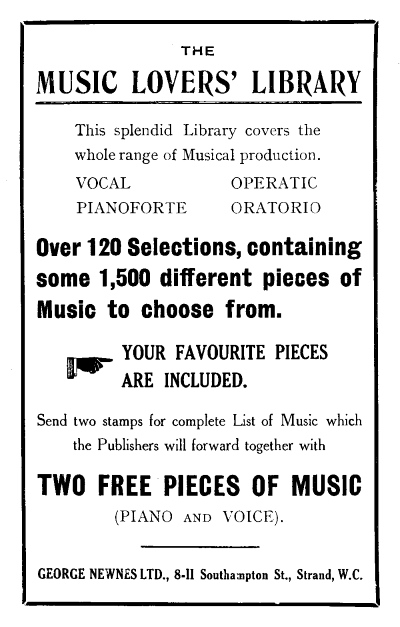 THE
MUSIC LOVERS' LIBRARY
This splendid Library covers the
whole range of Musical production.
VOCAL OPERATIC
PIANOFORTE ORATORIO
Over 120 Selections, containing
some 1,500 different pieces of
Music to choose from.
YOUR FAVOURITE PIECES
ARE INCLUDED.
Send two stamps for complete List of Music which
the Publishers will forward together with
TWO FREE PIECES OF MUSIC
(PIANO AND VOICE).
GEORGE NEWNES LTD., 8-11 Southampton St., Strand, W.C.